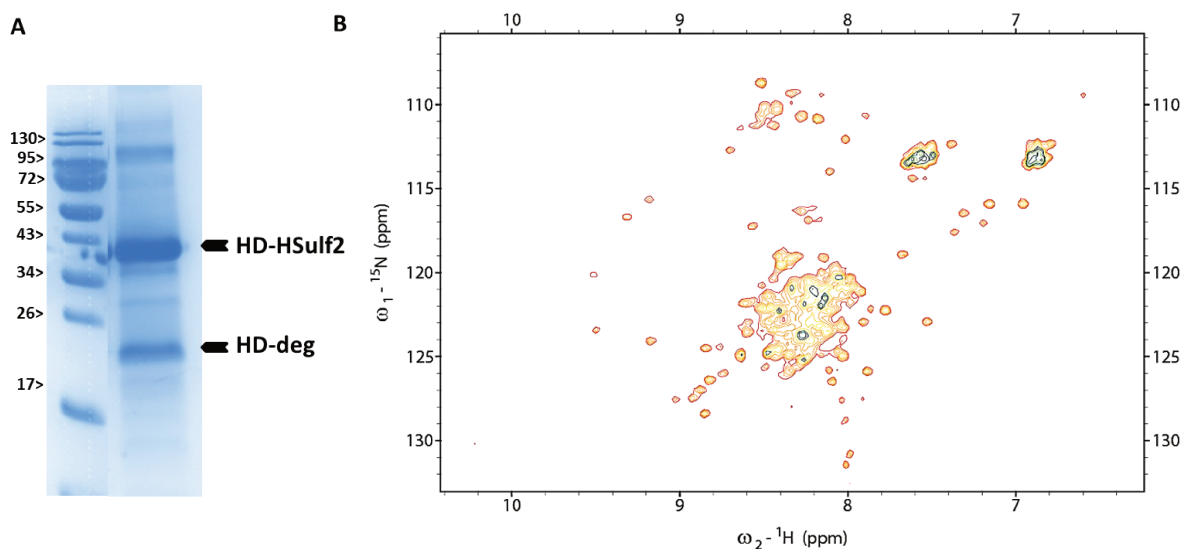 A
130>
95>
72>
55>
43>
34>
26>
17>
HD-HSulf2
HD-deg
B
10 9 8 7
110 110
115 115
120 120
125 125
130 130
10 9 8 7
ω1 - 15N (ppm)
ω2 - 1H (ppm)